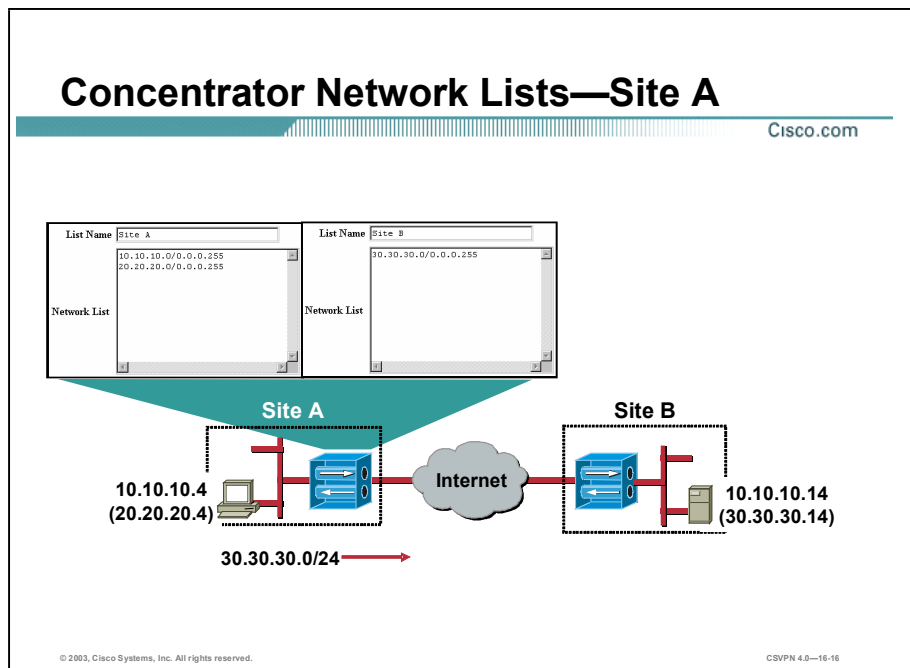 Concentrator Network Lists—Site A
Cisco.com
List Name Site A
10.10.10.0/0.0.0.255
20.20.20.0/0.0.0.255
Network List
List Name Site B
30.30.30.0/0.0.0.255
Network List
Site A
Site B
10.10.10.4
(20.20.20.4)
Internet
10.10.10.14
(30.30.30.14)
30.30.30.0/24
© 2003, Cisco Systems, Inc. All rights reserved.
CSVPN 4.0—16-16